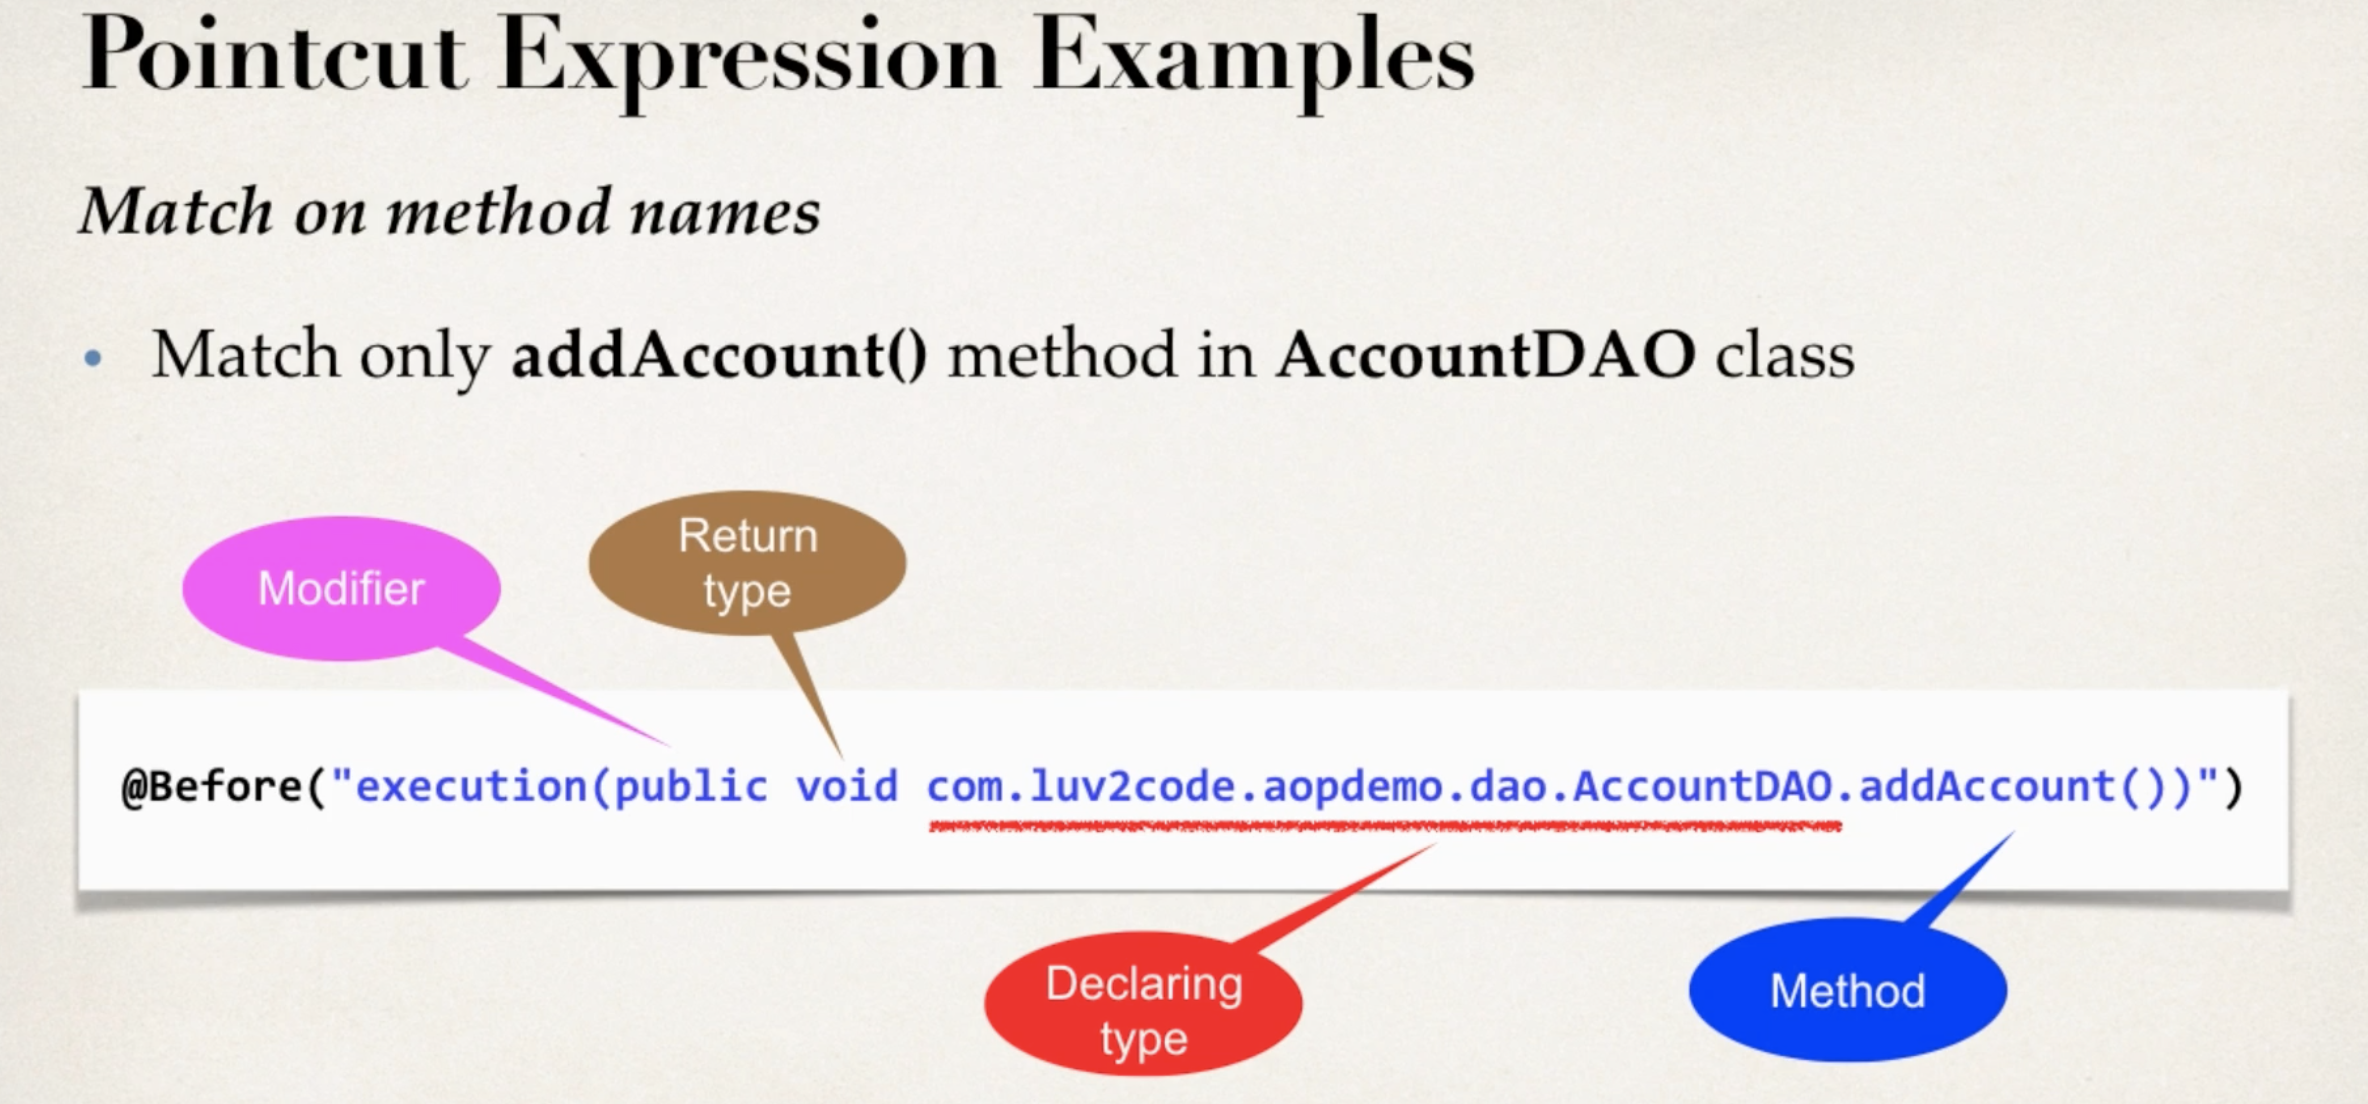 Pointcut Expression Examples
Match on method names
• Match only addAccount() method in AccountDAO class
Modifier
Return
type
@Before("execution(public void com.luv2code.aopdemo.dao.AccountDAO.addAccount())")
Declaring
type
Method